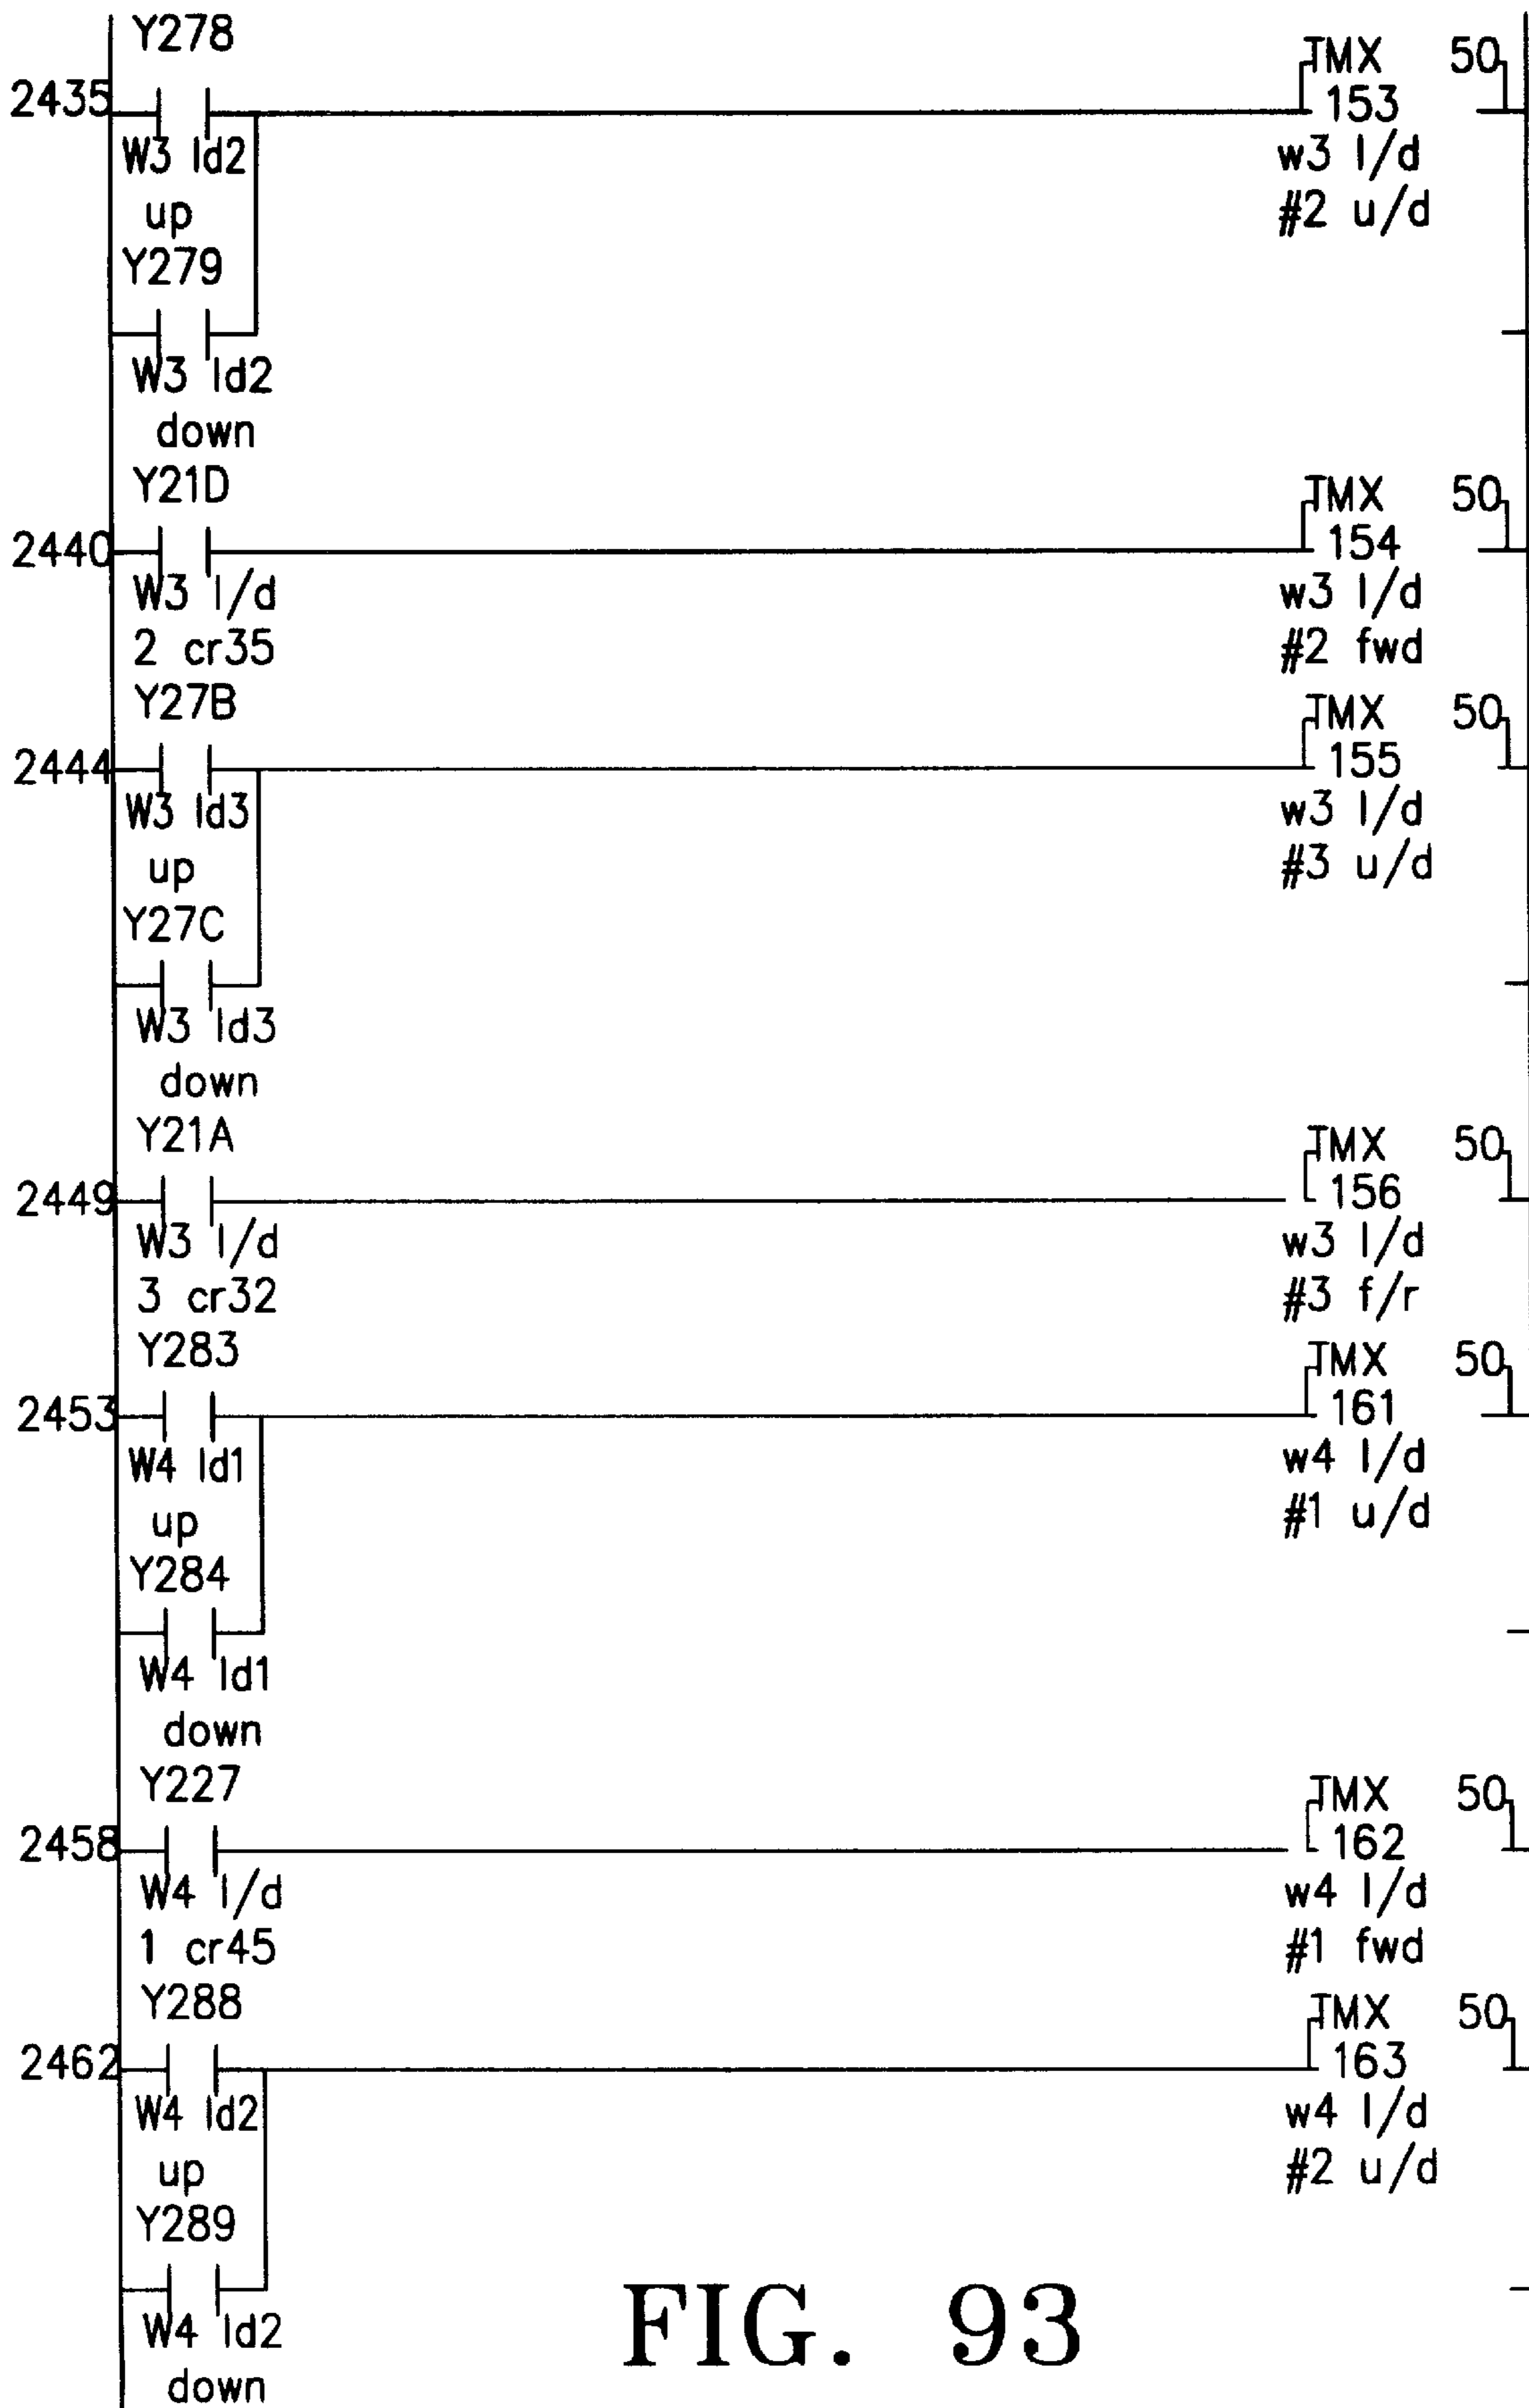 Y278
2435
TMX 50
153
W3 ld2
up
w3 l/d
#2 u/d
Y279
W3 ld2
down
Y21D
2440
TMX 50
154
W3 l/d
2 cr35
w3 l/d
#2 fwd
Y27B
2444
TMX 50
155
W3 ld3
up
w3 l/d
#3 u/d
Y27C
W3 ld3
down
Y21A
2449
TMX 50
156
W3 l/d
3 cr32
w3 l/d
#3 f/r
Y283
2453
TMX 50
161
W4 ld1
up
w4 l/d
#1 u/d
Y284
W4 ld1
down
Y227
2458
TMX 50
162
W4 l/d
1 cr45
w4 l/d
#1 fwd
Y288
2462
TMX 50
163
W4 ld2
up
w4 l/d
#2 u/d
Y289
W4 ld2
down
FIG. 93